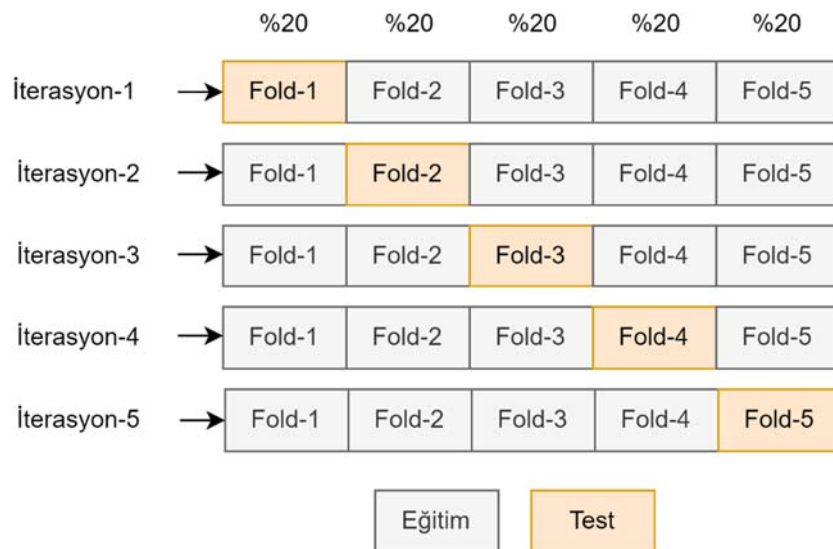 %20 %20 %20 %20 %20
İterasyon-1 Fold-1 Fold-2 Fold-3 Fold-4 Fold-5
İterasyon-2 Fold-1 Fold-2 Fold-3 Fold-4 Fold-5
İterasyon-3 Fold-1 Fold-2 Fold-3 Fold-4 Fold-5
İterasyon-4 Fold-1 Fold-2 Fold-3 Fold-4 Fold-5
İterasyon-5 Fold-1 Fold-2 Fold-3 Fold-4 Fold-5
Eğitim Test